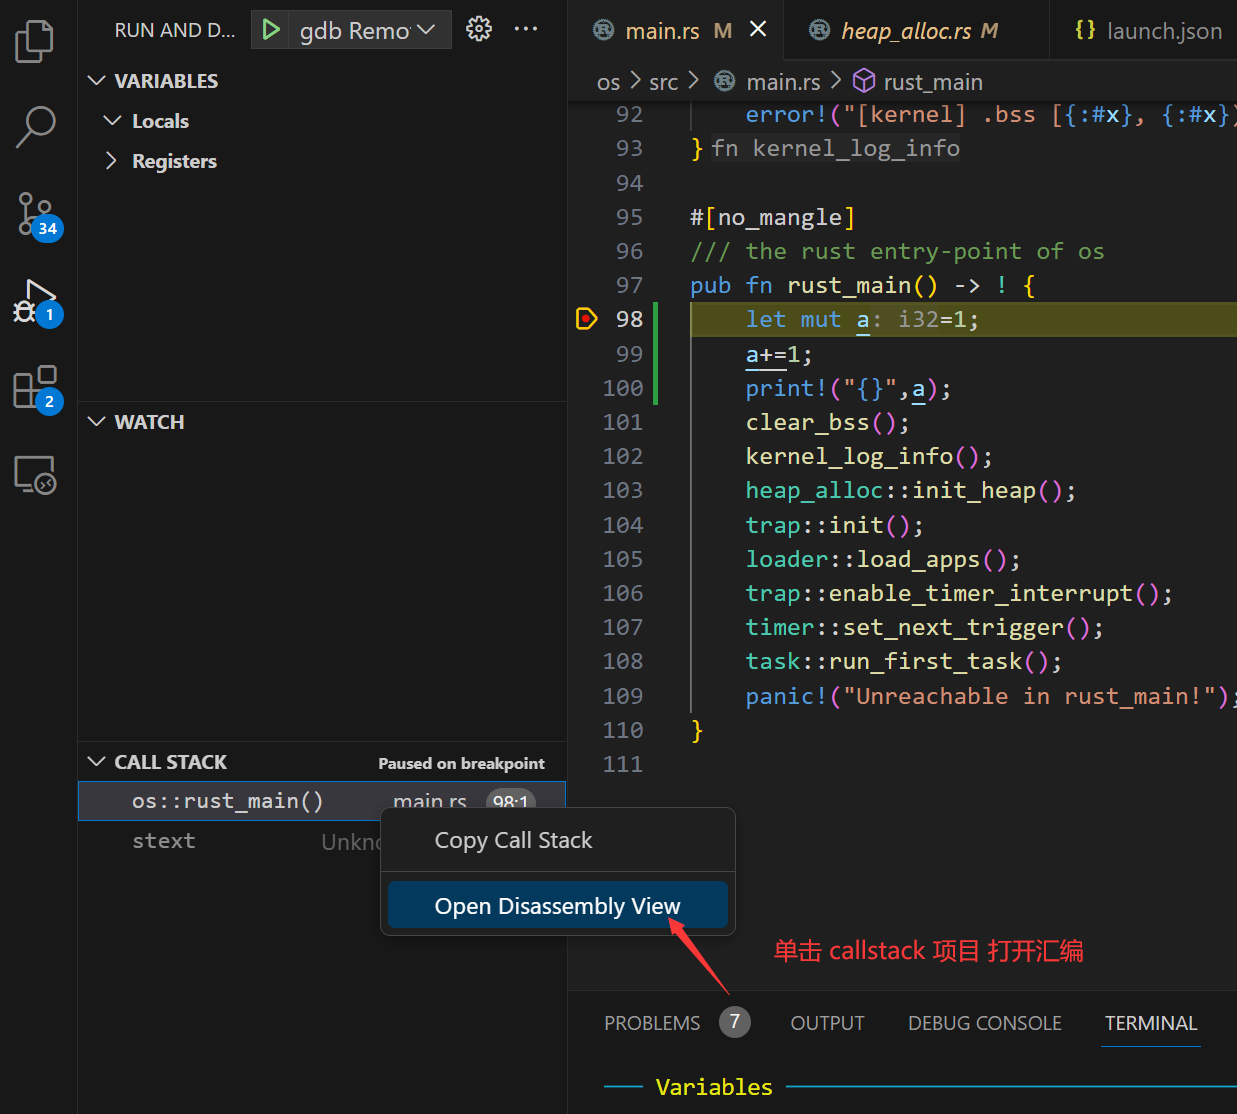 RUN AND D...
gdb Remo
VARIABLES
Locals
Registers
34
1
2
WATCH
CALL STACK
Paused on breakpoint
os::rust_main()
main.rs
98:1
stext
Unkno
Copy Call Stack
Open Disassembly View
main.rs M
heap_alloc.rs M
{} launch.json
os > src > main.rs > rust_main
92 error!("[kernel] .bss [{:#x}, {:#x})
93 } fn kernel_log_info
94
95 #[no_mangle]
96 /// the rust entry-point of os
97 pub fn rust_main() -> ! {
98 let mut a: i32=1;
99 a+=1;
100 print!("{}",a);
101 clear_bss();
102 kernel_log_info();
103 heap_alloc::init_heap();
104 trap::init();
105 loader::load_apps();
106 trap::enable_timer_interrupt();
107 timer::set_next_trigger();
108 task::run_first_task();
109 panic!("Unreachable in rust_main!");
110 }
111
单击 callstack 项目 打开汇编
PROBLEMS 7 OUTPUT DEBUG CONSOLE TERMINAL
Variables